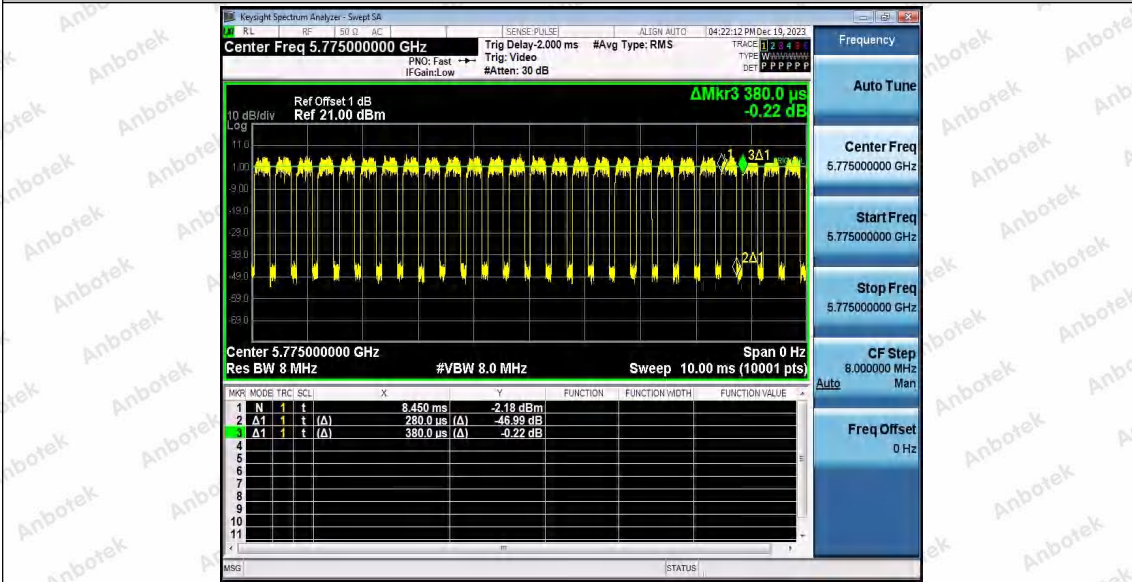 Keysight Spectrum Analyzer - Swept SA
RL RF 50 Ω AC SENSE:PULSE ALIGN AUTO 04:22:12 PM Dec 19, 2023
Center Freq 5.775000000 GHz
PNO: Fast
IFGain:Low
Trig Delay-2.000 ms
Trig: Video
#Atten: 30 dB
#Avg Type: RMS
TRACE 1 2 3 4 5 6
TYPE W
DET P P P P P P
ΔMkr3 380.0 µs
-0.22 dB
Ref Offset 1 dB
10 dB/div Ref 21.00 dBm
Log
11.0
1.00
-9.00
-19.0
-29.0
-39.0
-49.0
-59.0
-69.0
1 3Δ1
2Δ1
Center 5.775000000 GHz Span 0 Hz
Res BW 8 MHz #VBW 8.0 MHz Sweep 10.00 ms (10001 pts)
MKR MODE TRC SCL X Y FUNCTION FUNCTION WIDTH FUNCTION VALUE
1 N 1 t 8.450 ms -2.18 dBm
2 Δ1 1 t (Δ) 280.0 µs (Δ) -46.99 dB
3 Δ1 1 t (Δ) 380.0 µs (Δ) -0.22 dB
4
5
6
7
8
9
10
11
MSG STATUS
Frequency
Auto Tune
Center Freq
5.775000000 GHz
Start Freq
5.775000000 GHz
Stop Freq
5.775000000 GHz
CF Step
8.000000 MHz
Auto Man
Freq Offset
0 Hz
Anbotek